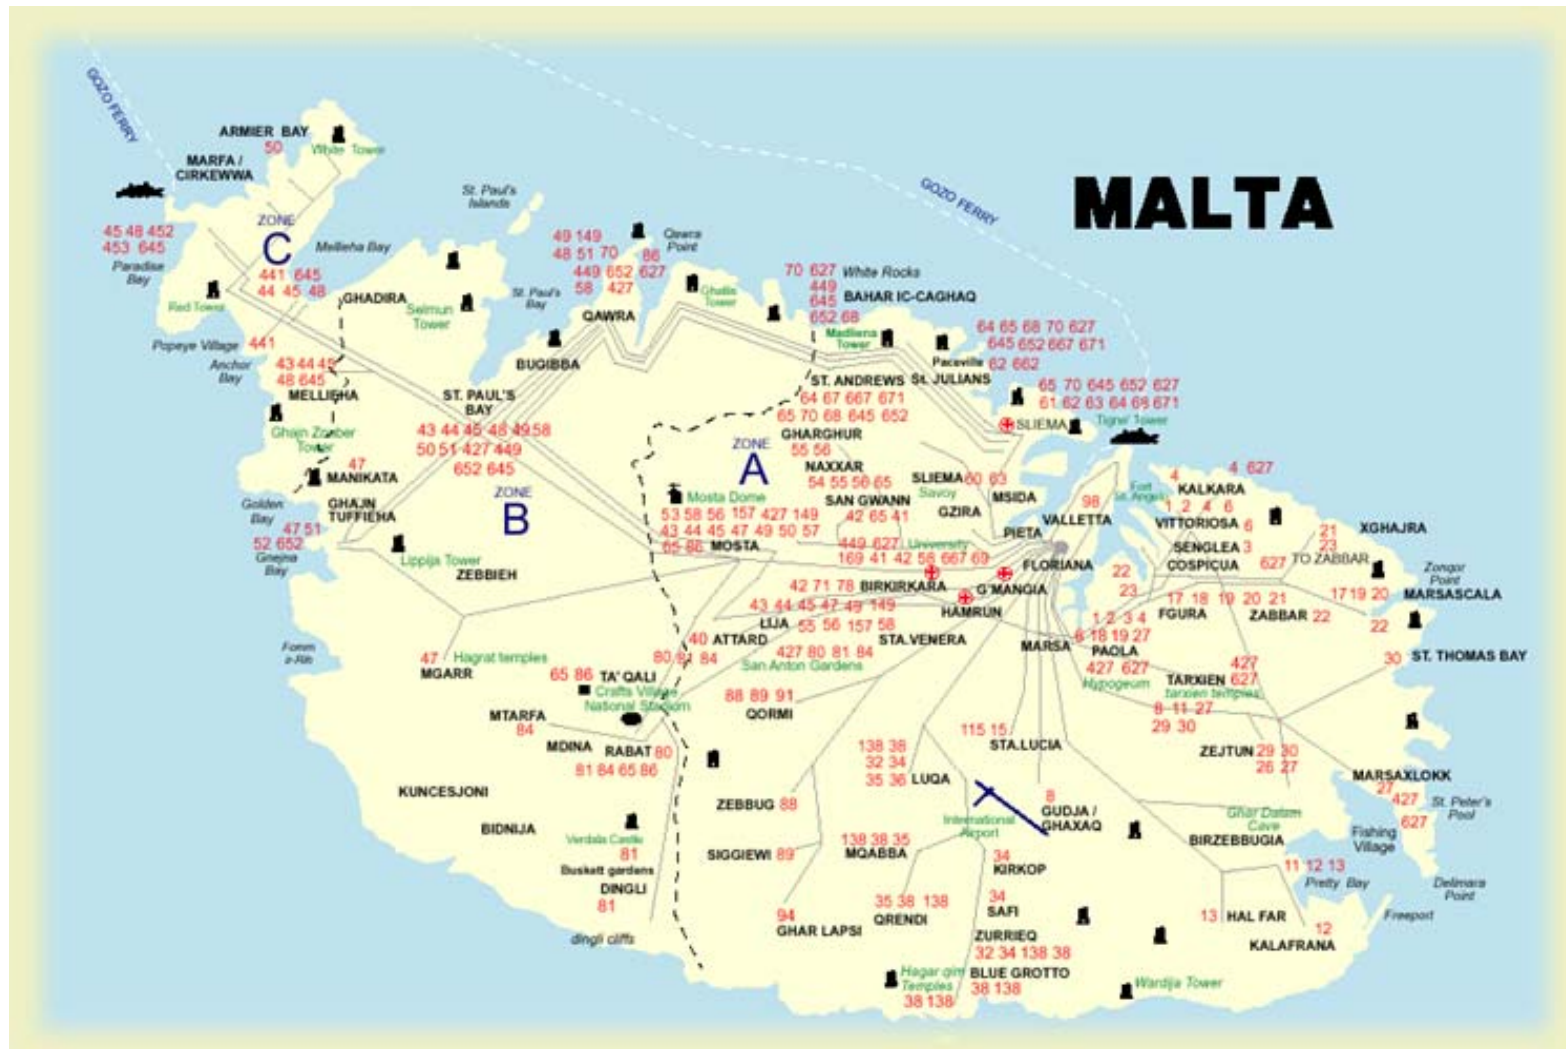 MALTA
GOZO FERRY
GOZO FERRY
ARMIER BAY
50
White Tower
MARFA /
CIRKEWWA
45 48 452
453 645
Paradise
Bay
ZONE
C
441 645
44 45 48
Red Tower
Mellieha Bay
GHADIRA
St. Paul's
Islands
Selmun
Tower
St. Paul's
Bay
49 149
48 51 70 86
449 652 627
58 427
Qawra
Point
QAWRA
Ghallis
Tower
BUGIBBA
70 627 White Rocks
449
645 BAHAR IC-CAGHAQ
652 68
Madliena
Tower
64 65 68 70 627
645 652 667 671
Paceville 62 662
ST. ANDREWS St. JULIANS
64 67 667 671
65 70 68 645 652
65 70 645 652 627
61 62 63 64 68 671
SLIEMA
Tigne' Tower
Popeye Village 441
Anchor
Bay
43 44 45
48 645
MELLIEHA
Ghajn Znuber
Tower
ST. PAUL'S
BAY
43 44 45 48 49 58
50 51 427 449
652 645
47
MANIKATA
Golden
Bay
GHAJN
TUFFIEHA
47 51
52 652
Gnejna
Bay
Lippija Tower
ZEBBIEH
ZONE
B
ZONE
A
GHARGHUR
55 56
NAXXAR
54 55 56 65
SAN GWANN
42 65 41
SLIEMA 60 63
Savoy
MSIDA
GZIRA
PIETA
98
VALLETTA
FLORIANA
Fort
St. Angelo
4
4 627
KALKARA
1 2 4 6
VITTORIOSA 6
SENGLEA 3
COSPICUA
627
21
23
TO ZABBAR
XGHAJRA
Zonqor
Point
17 19 20
MARSASCALA
22
Mosta Dome
53 58 56 157 427 149
43 44 45 47 49 50 57
65 86 MOSTA
449 627 University
169 41 42 58 667 69
42 71 78 BIRKIRKARA
G'MANGIA
HAMRUN
43 44 45 47 49 149
LIJA 55 56 157 58
40 ATTARD
STA.VENERA
427 80 81 84
San Anton Gardens
80 81 84
22
23
17 18 19 20 21
FGURA
ZABBAR 22
1 2 3 4
8 18 19 27
MARSA
PAOLA
427 627
Hypogeum
427
TARXIEN 627
tarxien temples
8 11 27
29 30
30 ST. THOMAS BAY
Fomm
ir-Rih
47 Hagrat temples
MGARR
65 86 TA' QALI
Crafts Village
National Stadiom
MTARFA
84
MDINA RABAT 80
81 84 65 86
88 89 91
QORMI
115 15
STA.LUCIA
138 38
32 34
35 36 LUQA
ZEJTUN 29 30
26 27
MARSAXLOKK
27
427
627
St. Peter's
Pool
Fishing
Village
KUNCESJONI
BIDNIJA
ZEBBUG 88
International
Airport
8
GUDJA /
GHAXAQ
Ghar Dalam
Cave
BIRZEBBUGIA
11 12 13
Pretty Bay
Delimara
Point
Freeport
Verdala Castle
81
Buskett gardens
DINGLI
81
dingli cliffs
SIGGIEWI 89
138 38 35
MQABBA
34
KIRKOP
35 38 138
QRENDI
34
SAFI
94
GHAR LAPSI
ZURRIEQ
32 34 138 38
13 HAL FAR
12
KALAFRANA
Hagar qim
Temples
38 138
BLUE GROTTO
38 138
Wardija Tower